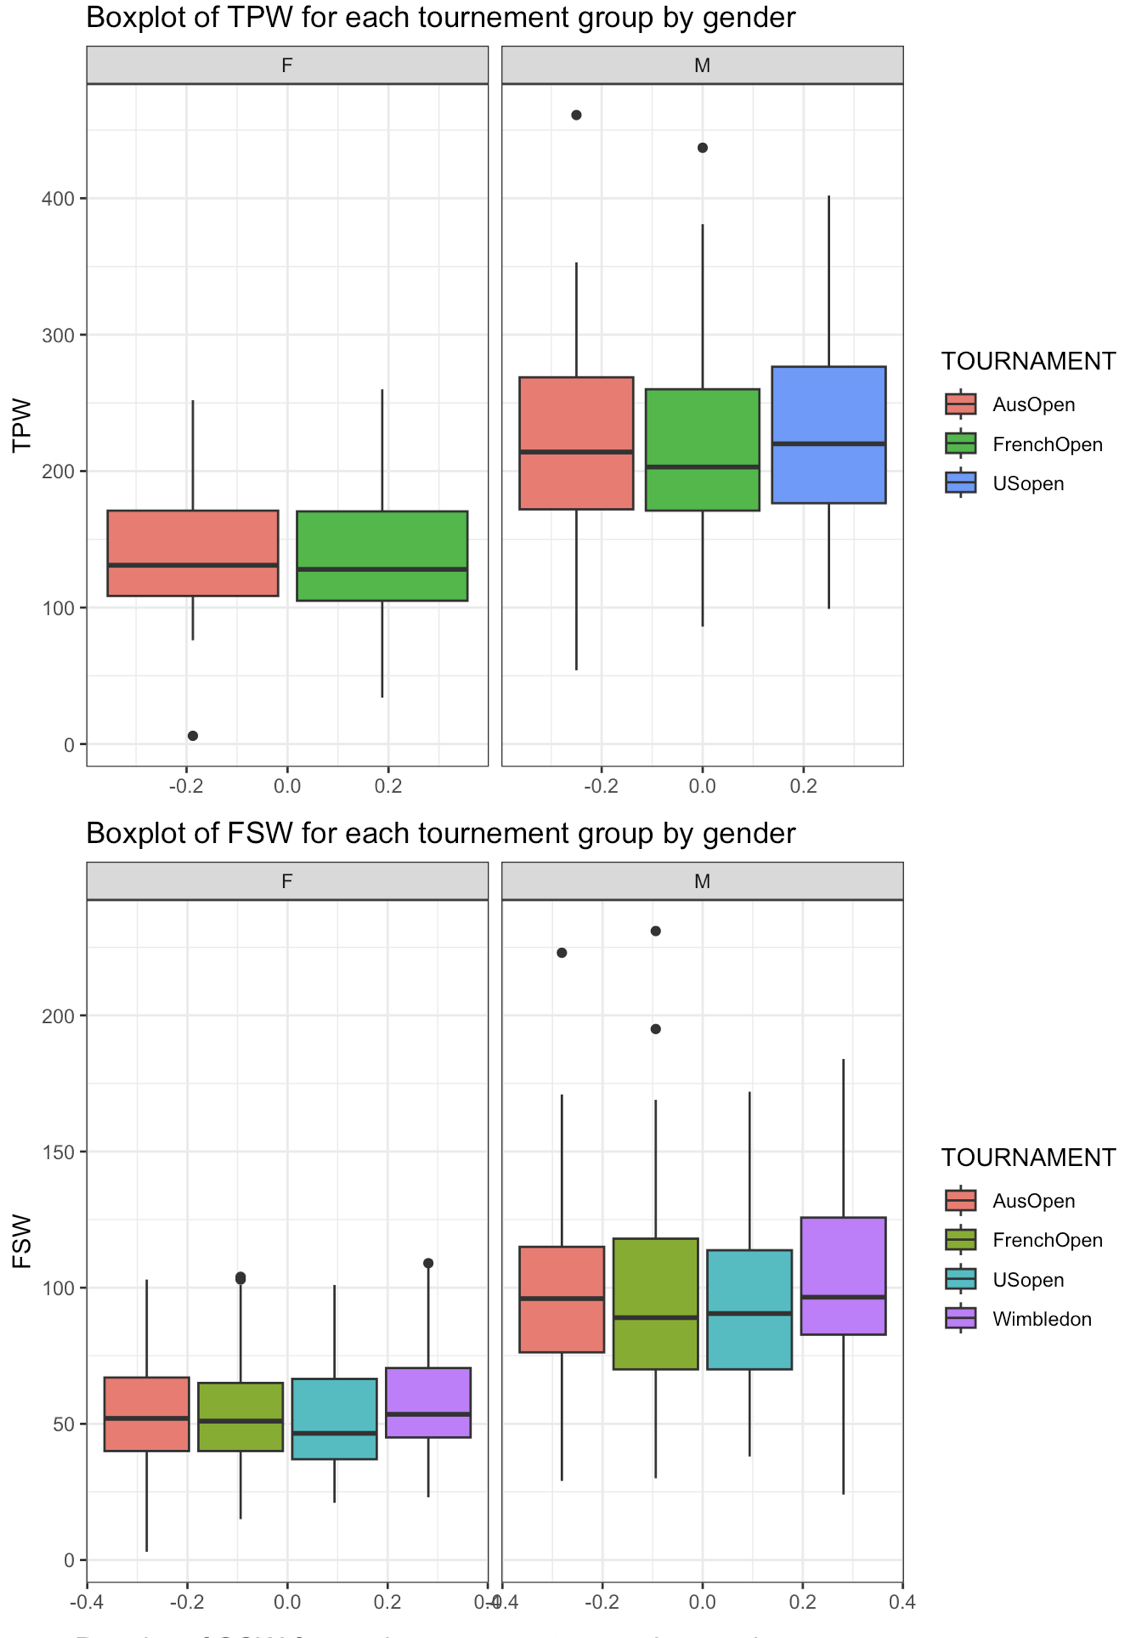 Boxplot of TPW for each tournement group by gender
F
M
TPW
400
300
200
100
0
-0.2
0.0
0.2
-0.2
0.0
0.2
TOURNAMENT
AusOpen
FrenchOpen
USopen
Boxplot of FSW for each tournement group by gender
F
M
FSW
200
150
100
50
0
-0.4
-0.2
0.0
0.2
0.4
-0.4
-0.2
0.0
0.2
0.4
TOURNAMENT
AusOpen
FrenchOpen
USopen
Wimbledon